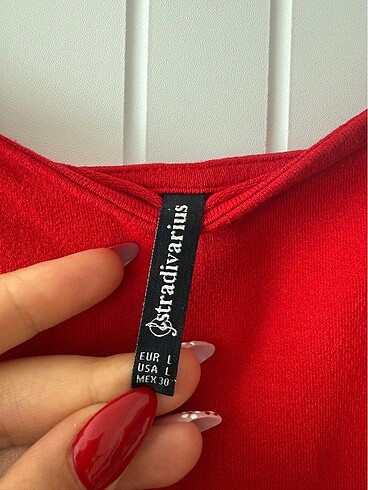 stradivarius
EUR L
USA L
MEX 30